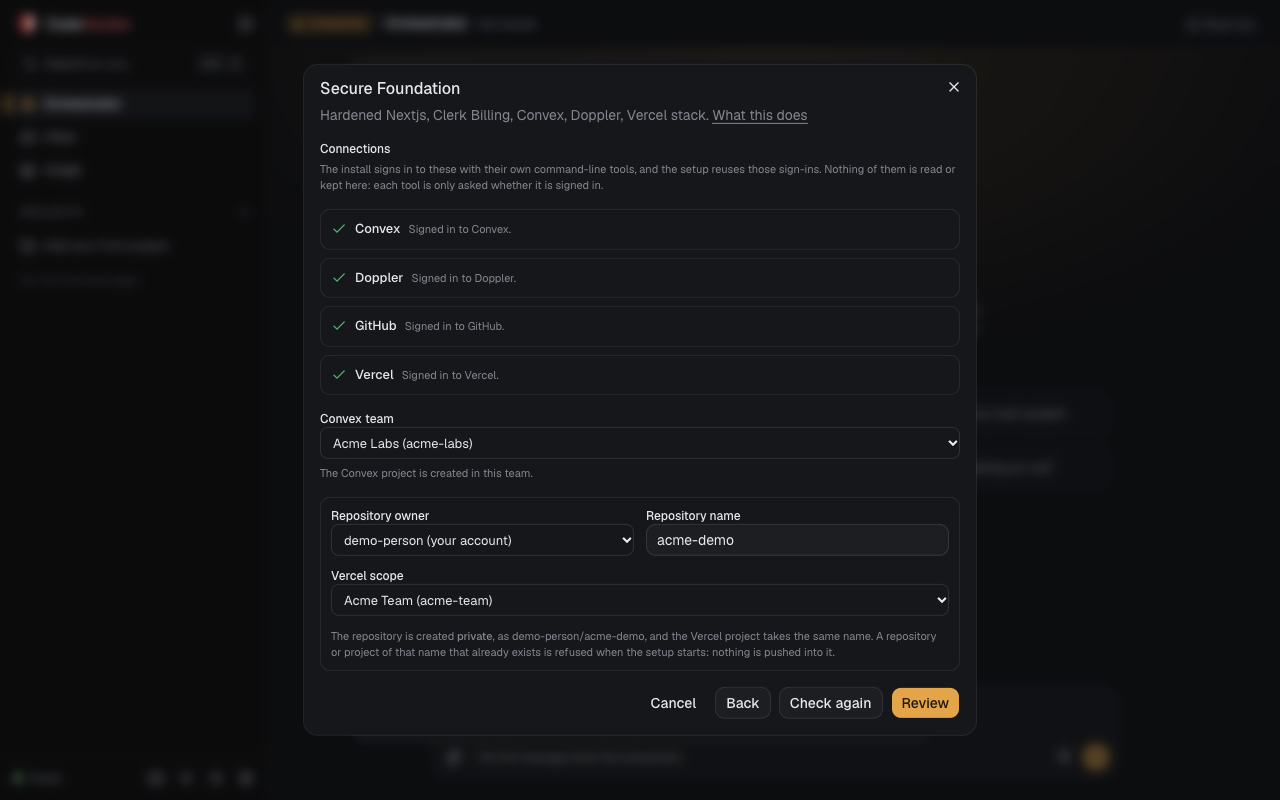 Secure Foundation
Hardened Nextjs, Clerk Billing, Convex, Doppler, Vercel stack. What this does
Connections
The install signs in to these with their own command-line tools, and the setup reuses those sign-ins. Nothing of them is read or
kept here: each tool is only asked whether it is signed in.
Convex Signed in to Convex.
Doppler Signed in to Doppler.
GitHub Signed in to GitHub.
Vercel Signed in to Vercel.
Convex team
Acme Labs (acme-labs)
The Convex project is created in this team.
Repository owner Repository name
demo-person (your account) acme-demo
Vercel scope
Acme Team (acme-team)
The repository is created private, as demo-person/acme-demo, and the Vercel project takes the same name. A repository
or project of that name that already exists is refused when the setup starts: nothing is pushed into it.
Cancel Back Check again Review